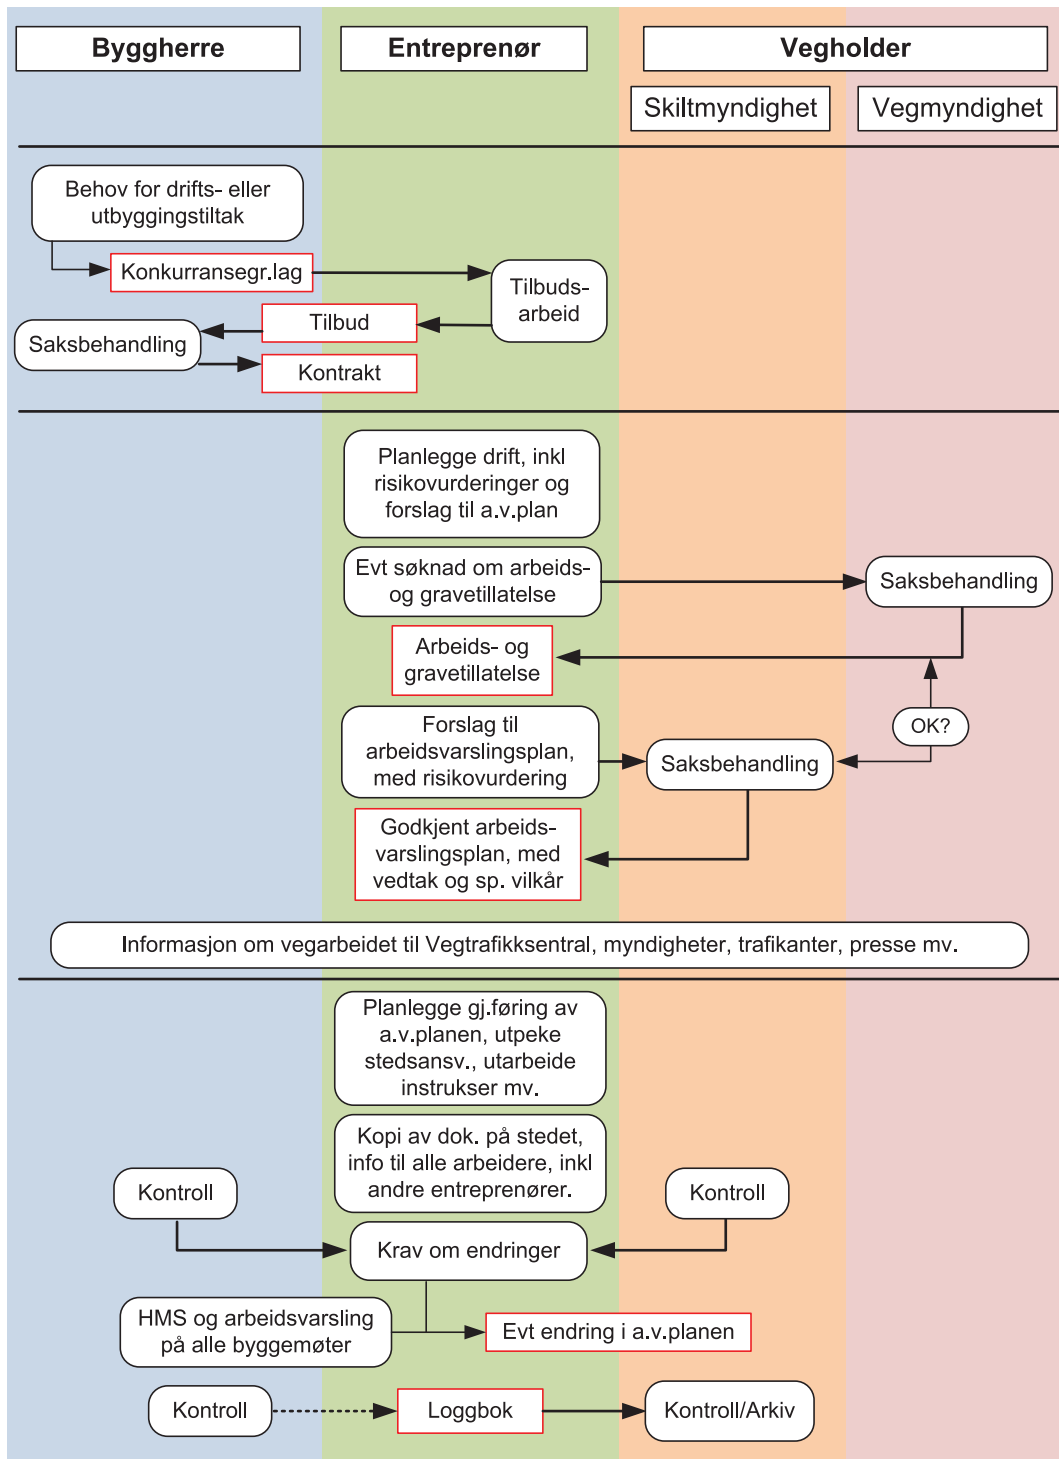 Byggherre
Entreprenør
Vegholder
Skiltmyndighet
Vegmyndighet
Behov for drifts- eller
utbyggingstiltak
Konkurransegr.lag
Tilbuds-
arbeid
Tilbud
Saksbehandling
Kontrakt
Planlegge drift, inkl
risikovurderinger og
forslag til a.v.plan
Evt søknad om arbeids-
og gravetillatelse
Saksbehandling
Arbeids- og
gravetillatelse
OK?
Forslag til
arbeidsvarslingsplan,
med risikovurdering
Saksbehandling
Godkjent arbeids-
varslingsplan, med
vedtak og sp. vilkår
Informasjon om vegarbeidet til Vegtrafikksentral, myndigheter, trafikanter, presse mv.
Planlegge gj.føring av
a.v.planen, utpeke
stedsansv., utarbeide
instrukser mv.
Kopi av dok. på stedet,
info til alle arbeidere, inkl
andre entreprenører.
Kontroll
Kontroll
Krav om endringer
HMS og arbeidsvarsling
på alle byggemøter
Evt endring i a.v.planen
Kontroll
Loggbok
Kontroll/Arkiv